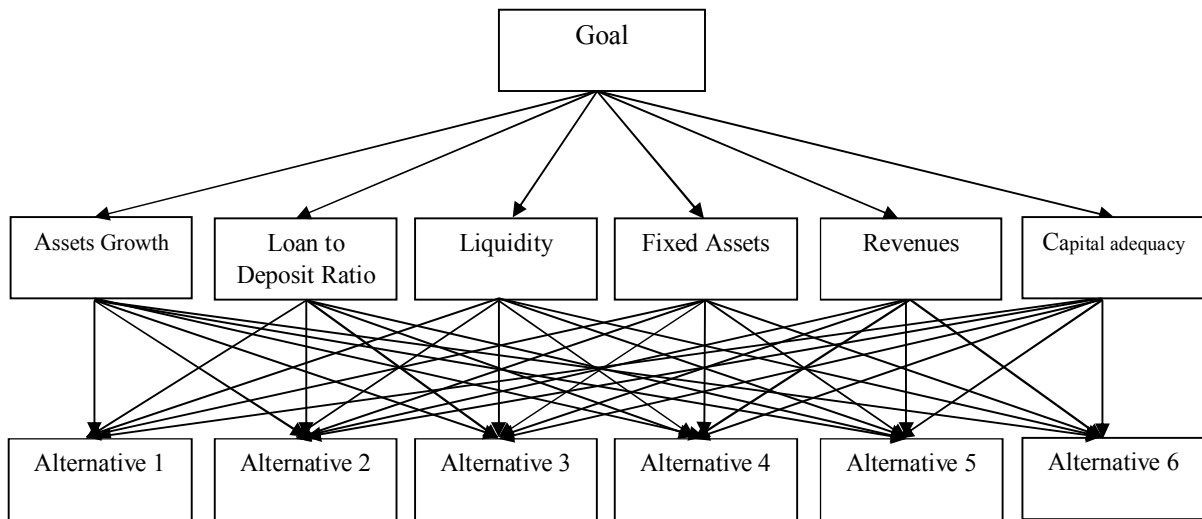 Goal
Assets Growth
Loan to
Deposit Ratio
Liquidity
Fixed Assets
Revenues
Capital adequacy
Alternative 1
Alternative 2
Alternative 3
Alternative 4
Alternative 5
Alternative 6